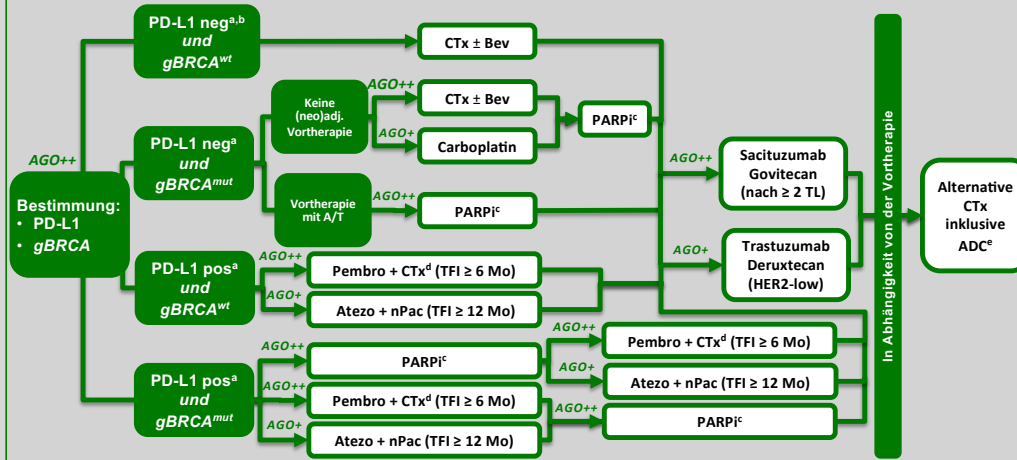 AGO++
Bestimmung:
• PD-L1
• gBRCA
PD-L1 neg^a,b
und
gBRCA^wt
CTx ± Bev
PD-L1 neg^a
und
gBRCA^mut
Keine
(neo)adj.
Vortherapie
AGO++
CTx ± Bev
AGO+
Carboplatin
PARPi^c
Vortherapie
mit A/T
AGO++
PARPi^c
PD-L1 pos^a
und
gBRCA^wt
AGO++
Pembro + CTx^d (TFI ≥ 6 Mo)
AGO+
Atezo + nPac (TFI ≥ 12 Mo)
PD-L1 pos^a
und
gBRCA^mut
AGO++
PARPi^c
AGO++
Pembro + CTx^d (TFI ≥ 6 Mo)
AGO+
Atezo + nPac (TFI ≥ 12 Mo)
AGO++
Pembro + CTx^d (TFI ≥ 6 Mo)
AGO+
Atezo + nPac (TFI ≥ 12 Mo)
AGO++
PARPi^c
AGO++
Sacituzumab
Govitecan
(nach ≥ 2 TL)
AGO+
Trastuzumab
Deruxtecan
(HER2-low)
In Abhängigkeit von der Vortherapie
Alternative
CTx
inklusive
ADC^e